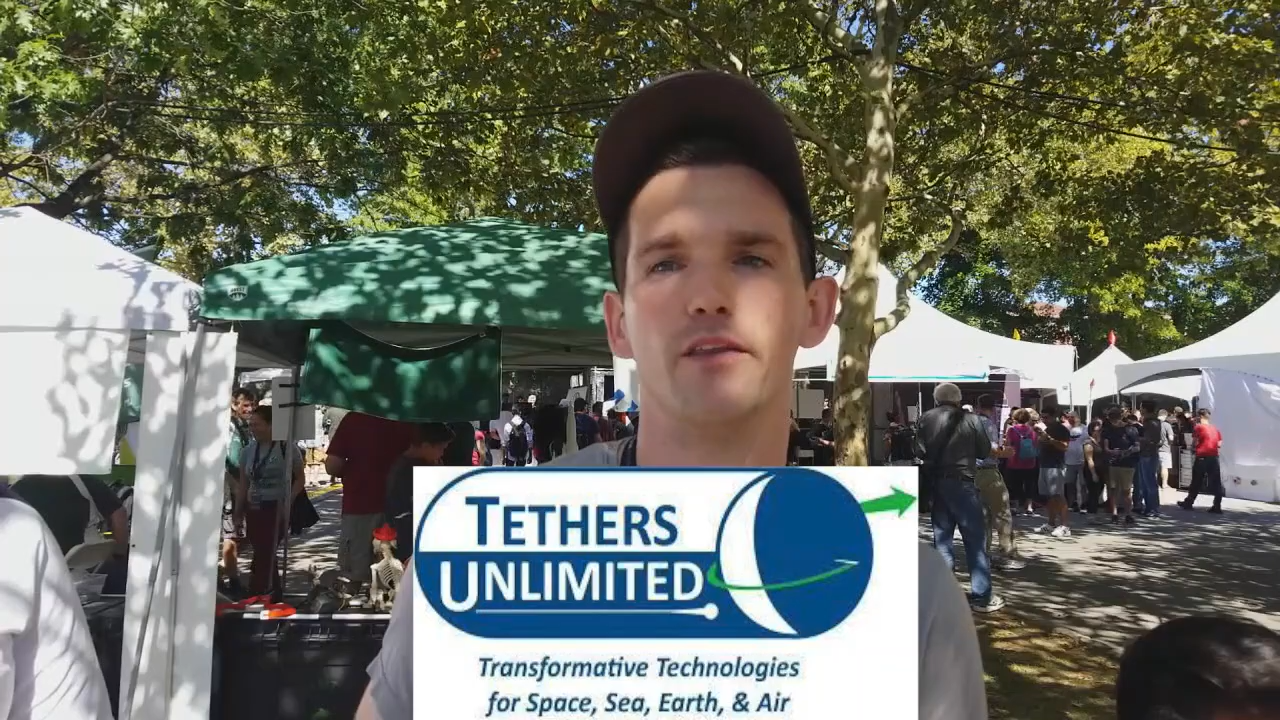 TETHERS
UNLIMITED
Transformative Technologies
for Space, Sea, Earth, & Air